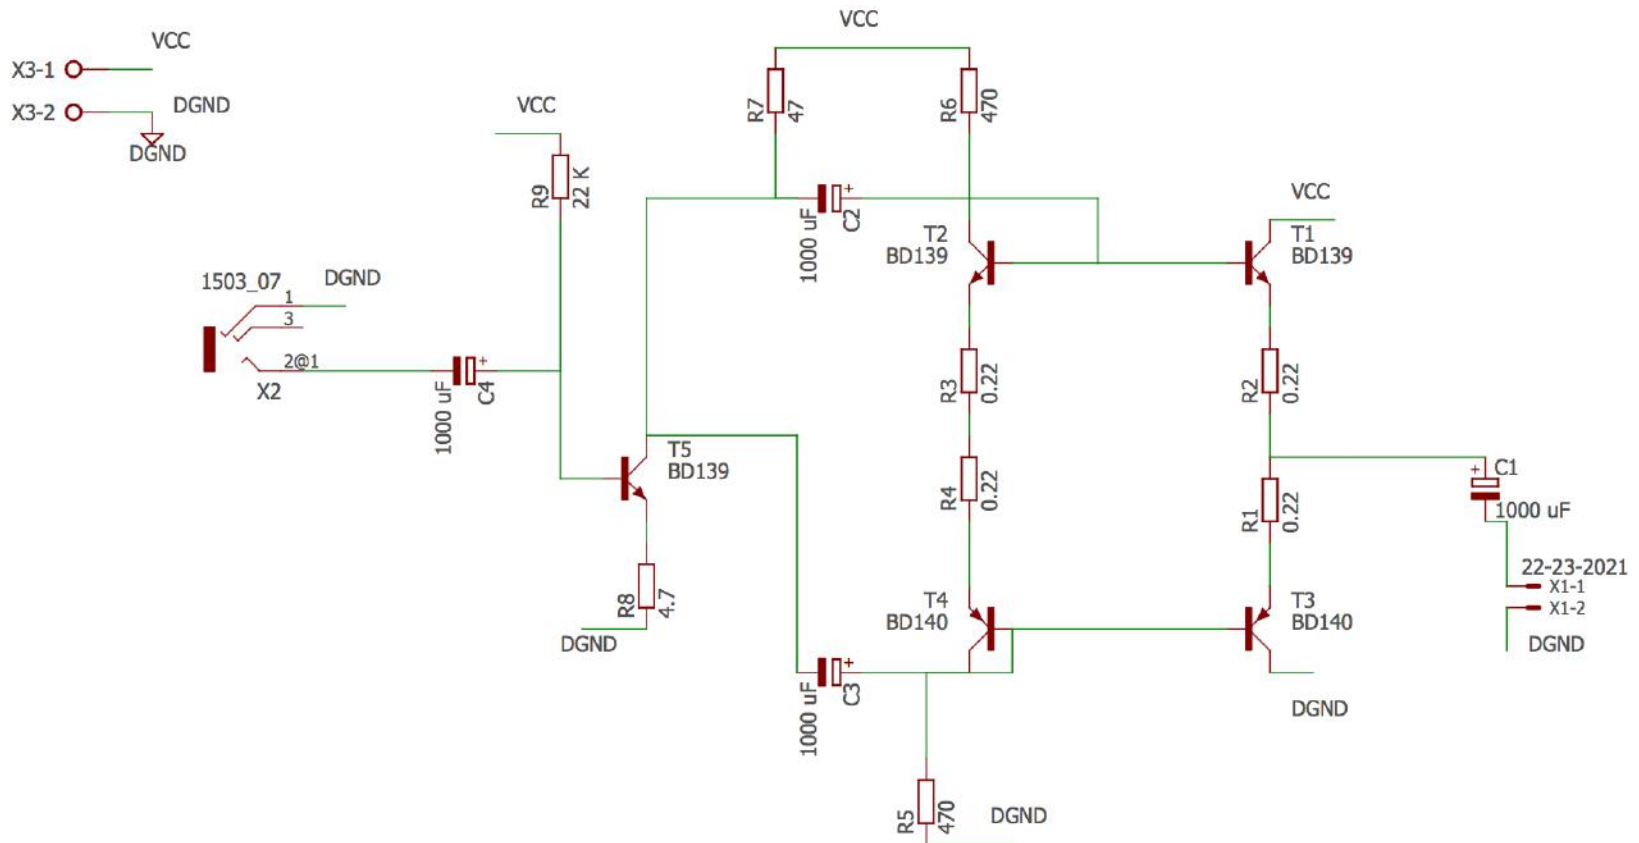 VCC
VCC
X3-1
X3-2
DGND
DGND
VCC
R7
47
R6
470
R9
22 K
VCC
1000 uF
C2
T2
BD139
T1
BD139
1503_07
DGND
1
3
2@1
X2
1000 uF
C4
R3
0.22
R2
0.22
T5
BD139
R4
0.22
R1
0.22
C1
1000 uF
22-23-2021
X1-1
X1-2
DGND
R8
4.7
DGND
T4
BD140
T3
BD140
1000 uF
C3
DGND
R5
470
DGND
+
+
+
+